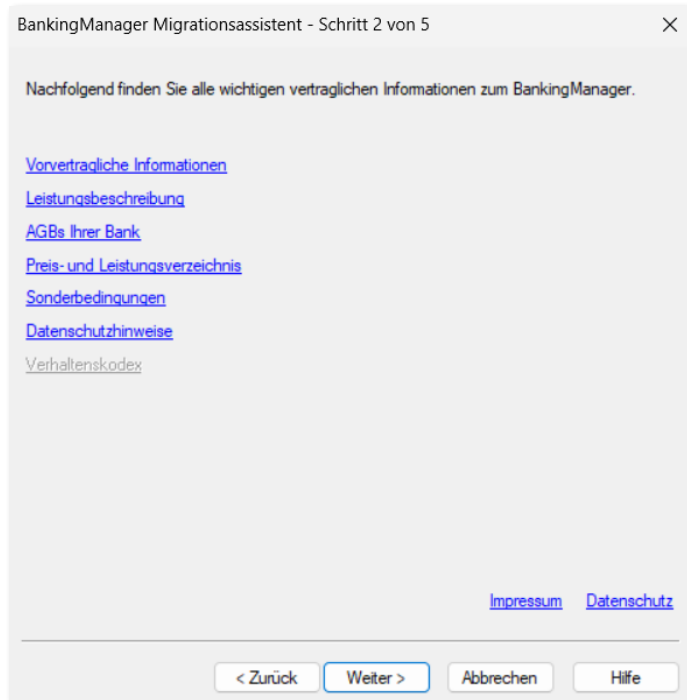 BankingManager Migrationsassistent - Schritt 2 von 5
Nachfolgend finden Sie alle wichtigen vertraglichen Informationen zum BankingManager.
Vorvertragliche Informationen
Leistungsbeschreibung
AGBs Ihrer Bank
Preis- und Leistungsverzeichnis
Sonderbedingungen
Datenschutzhinweise
Verhaltenskodex
Impressum Datenschutz
< Zurück Weiter > Abbrechen Hilfe